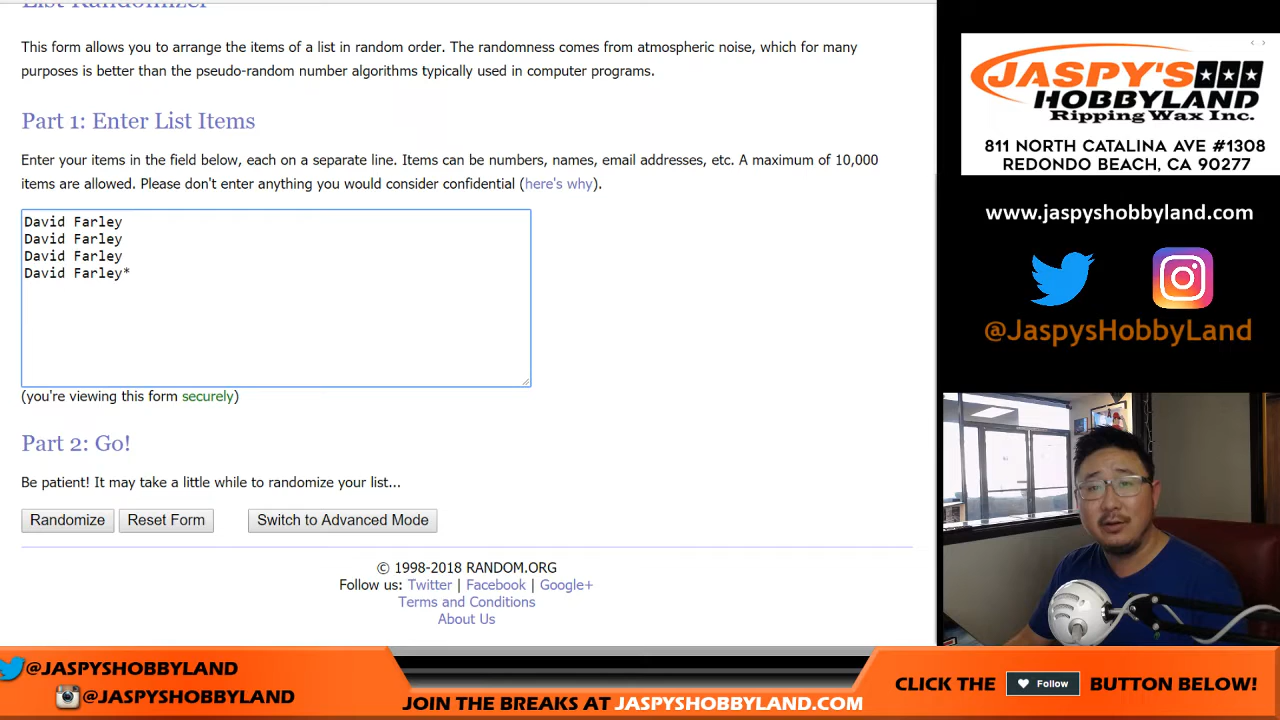 List Randomizer
This form allows you to arrange the items of a list in random order. The randomness comes from atmospheric noise, which for many
purposes is better than the pseudo-random number algorithms typically used in computer programs.
Part 1: Enter List Items
Enter your items in the field below, each on a separate line. Items can be numbers, names, email addresses, etc. A maximum of 10,000
items are allowed. Please don't enter anything you would consider confidential (here's why).
David Farley
David Farley
David Farley
David Farley*
(you're viewing this form securely)
Part 2: Go!
Be patient! It may take a little while to randomize your list...
Randomize
Reset Form
Switch to Advanced Mode
© 1998-2018 RANDOM.ORG
Follow us: Twitter | Facebook | Google+
Terms and Conditions
About Us
JASPY'S
HOBBYLAND
Ripping Wax Inc.
811 NORTH CATALINA AVE #1308
REDONDO BEACH, CA 90277
www.jaspyshobbyland.com
@JaspysHobbyLand
@JASPYSHOBBYLAND
@JASPYSHOBBYLAND
JOIN THE BREAKS AT JASPYSHOBBYLAND.COM
CLICK THE Follow BUTTON BELOW!